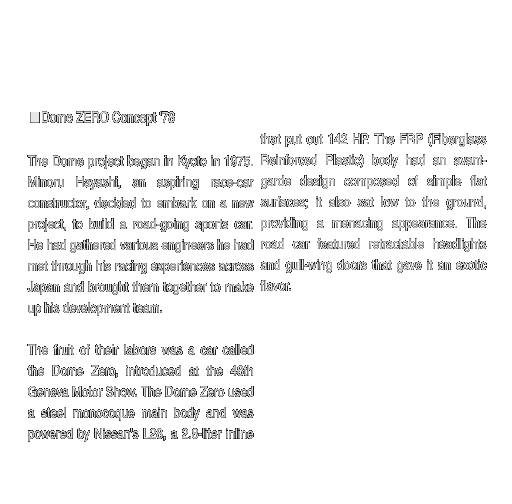 ■Dome ZERO Concept '78
The Dome project began in Kyoto in 1975.
Minoru Hayashi, an aspiring race-car
constructor, decided to embark on a new
project, to build a road-going sports car.
He had gathered various engineers he had
met through his racing experiences across
Japan and brought them together to make
up his development team.
The fruit of their labors was a car called
the Dome Zero, introduced at the 48th
Geneva Motor Show. The Dome Zero used
a steel monocoque main body and was
powered by Nissan's L28, a 2.8-liter inline
that put out 143 HP. The FRP (Fiberglass
Reinforced Plastic) body had an avant-
garde design composed of simple flat
surfaces; it also sat low to the ground,
providing a menacing appearance. The
road car featured retractable headlights
and gull-wing doors that gave it an exotic
flavor.